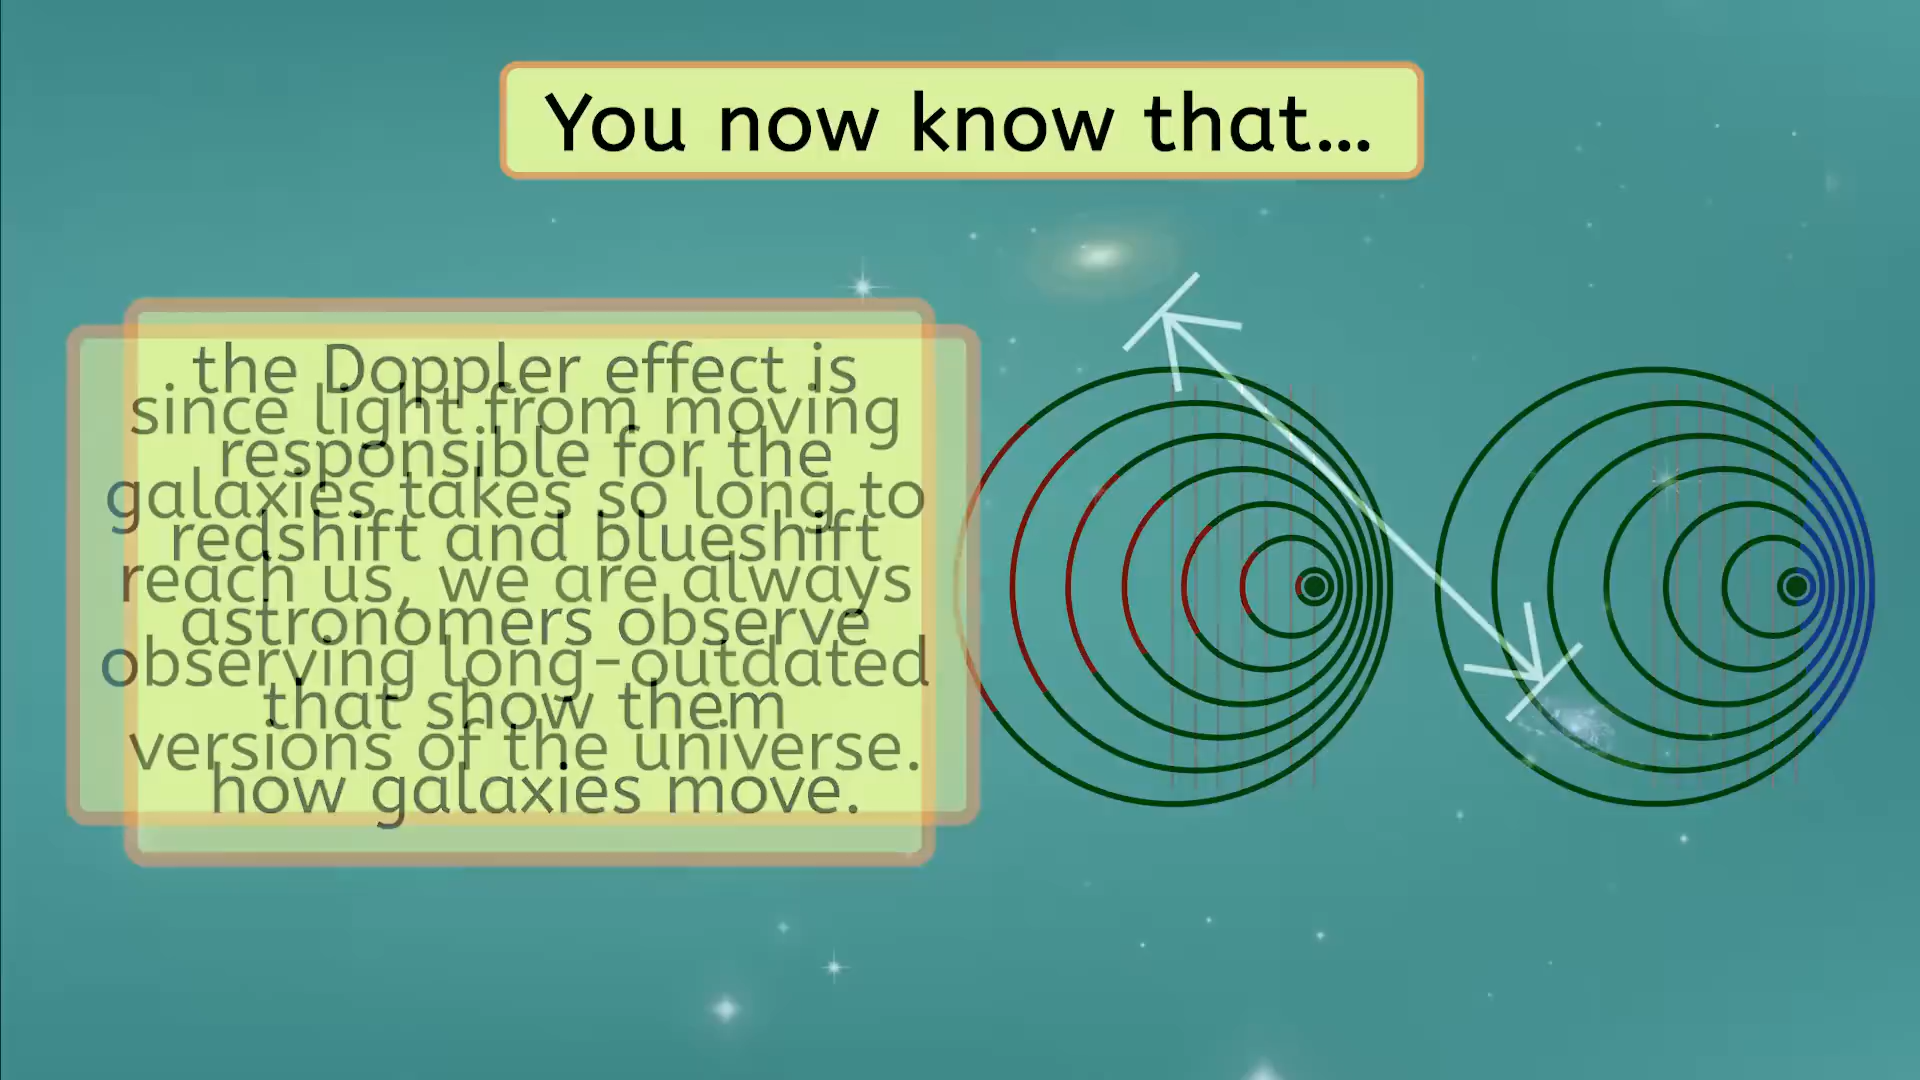 You now know that...
the Doppler effect is
responsible for the
redshift and blueshift
astronomers observe
that show them
how galaxies move.
since light from moving
galaxies takes so long to
reach us, we are always
observing long-outdated
versions of the universe.